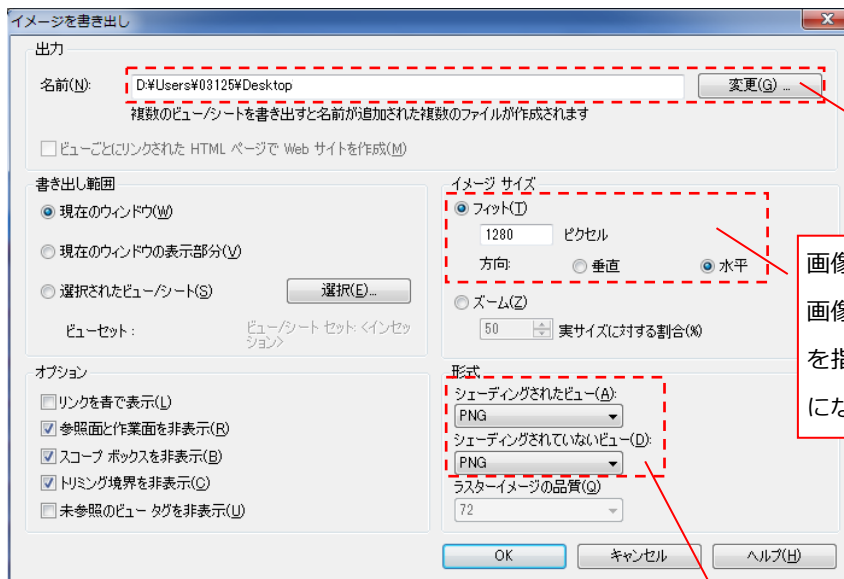 イメージを書き出し
出力
名前(N):
D:¥Users¥03125¥Desktop
変更(G) ...
複数のビュー/シートを書き出すと名前が追加された複数のファイルが作成されます
ビューごとにリンクされた HTML ページで Web サイトを作成(M)
書き出し範囲
現在のウィンドウ(W)
現在のウィンドウの表示部分(V)
選択されたビュー/シート(S)
選択(E)...
ビューセット :
ビュー/シート セット: <インセッ
ション>
イメージ サイズ
フィット(T)
1280
ピクセル
方向:
垂直
水平
ズーム(Z)
50
実サイズに対する割合(%)
画像
を指
にな
オプション
リンクを青で表示(L)
参照面と作業面を非表示(R)
スコープ ボックスを非表示(B)
トリミング境界を非表示(C)
未参照のビュー タグを非表示(U)
形式
シェーディングされたビュー(A):
PNG
シェーディングされていないビュー(D):
PNG
ラスターイメージの品質(Q)
72
OK
キャンセル
ヘルプ(H)